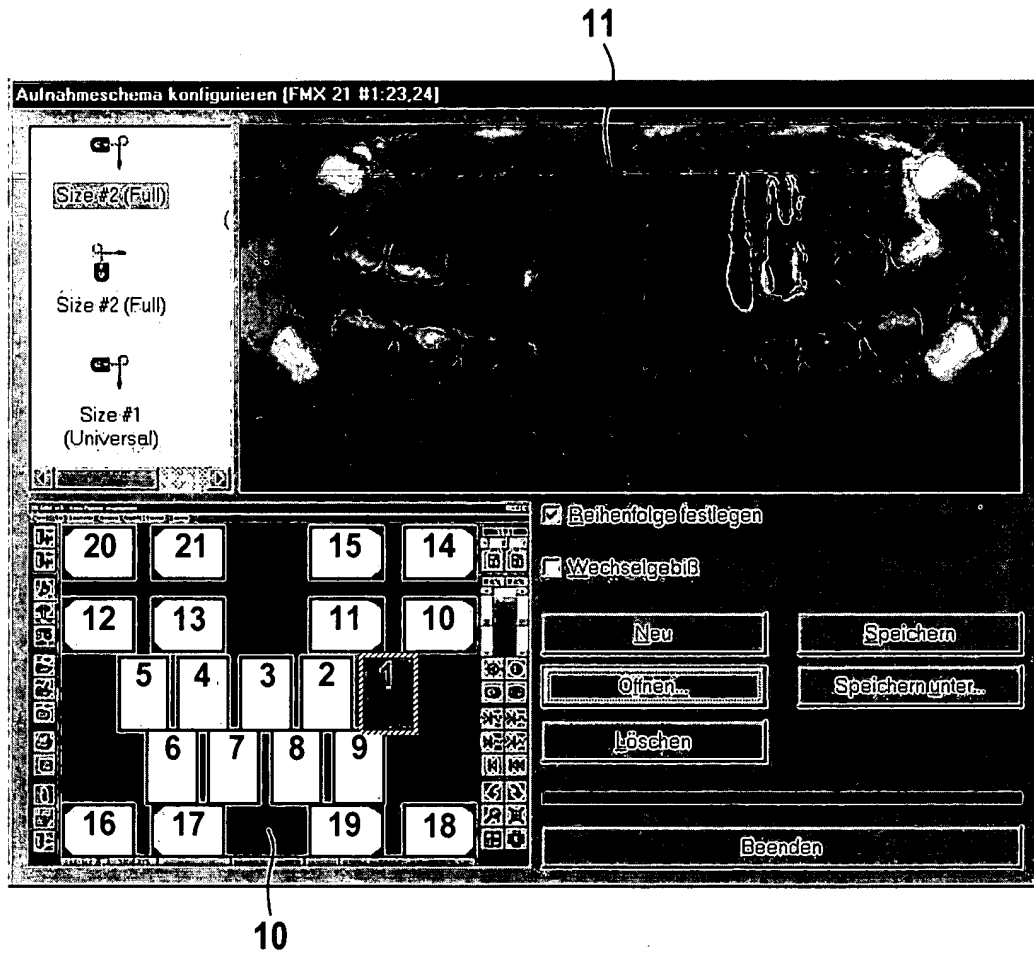 11
Aufnahmeschema konfigurieren [FMX 21 #1:23,24]
Size #2 (Full)
Size #2 (Full)
Size #1
(Universal)
20 21 15 14
12 13 11 10
5 4 3 2 1
6 7 8 9
16 17 19 18
Reihenfolge festlegen
Wechselgebiß
Neu
Speichern
Öffnen...
Speichern unter...
Löschen
Beenden
10